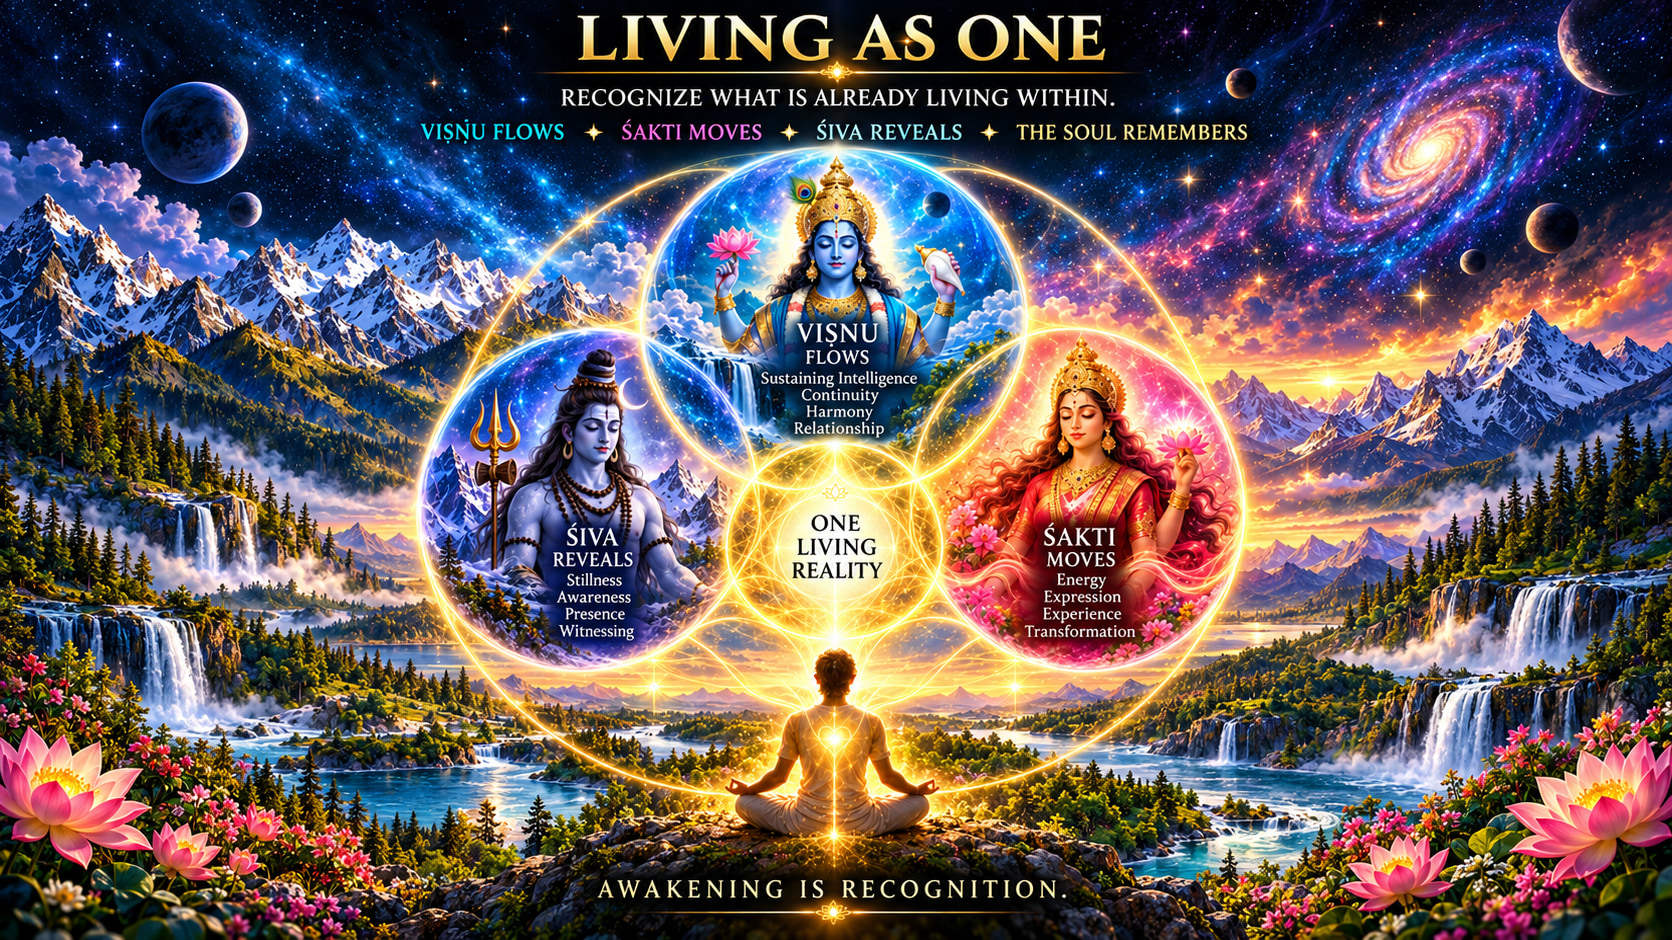 LIVING AS ONE
RECOGNIZE WHAT IS ALREADY LIVING WITHIN.
VIṢṆU FLOWS ✦ ŚAKTI MOVES ✦ ŚIVA REVEALS ✦ THE SOUL REMEMBERS
VIṢNU
FLOWS
Sustaining Intelligence
Continuity
Harmony
Relationship
ŚIVA
REVEALS
Stillness
Awareness
Presence
Witnessing
ONE
LIVING
REALITY
ŚAKTI
MOVES
Energy
Expression
Experience
Transformation
AWAKENING IS RECOGNITION.